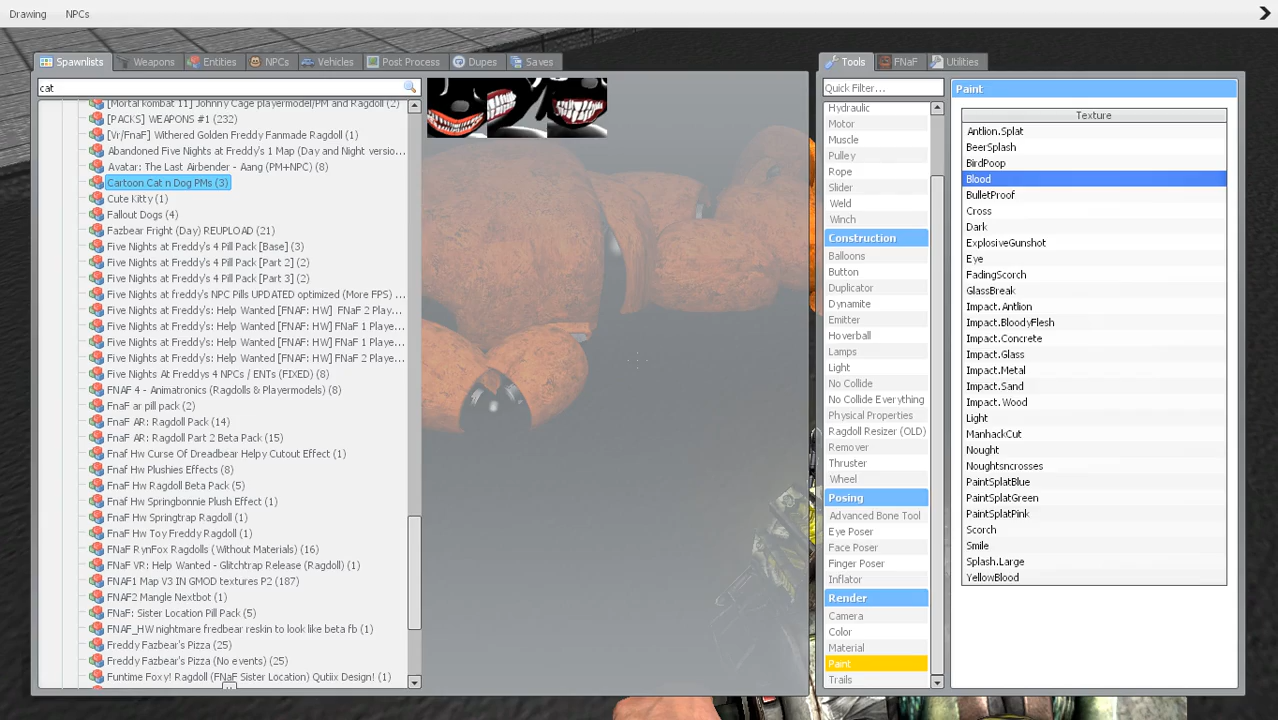 Drawing NPCs
Spawnlists Weapons Entities NPCs Vehicles Post Process Dupes Saves
cat
[Mortal kombat 11] Johnny Cage playermodel/PM and Ragdoll (2)
[PACKS] WEAPONS #1 (232)
[Vr/FnaF] Withered Golden Freddy Fanmade Ragdoll (1)
Abandoned Five Nights at Freddy's 1 Map (Day and Night versio...
Avatar: The Last Airbender - Aang (PM+NPC) (8)
Cartoon Cat n Dog PMs (3)
Cute Kitty (1)
Fallout Dogs (4)
Fazbear Fright (Day) REUPLOAD (21)
Five Nights at Freddy's 4 Pill Pack [Base] (3)
Five Nights at Freddy's 4 Pill Pack [Part 2] (2)
Five Nights at Freddy's 4 Pill Pack [Part 3] (2)
Five Nights at freddy's NPC Pills UPDATED optimized (More FPS) ...
Five Nights at Freddy's: Help Wanted [FNAF: HW] FNaF 2 Play...
Five Nights at Freddy's: Help Wanted [FNAF: HW] FNaF 1 Playe...
Five Nights at Freddy's: Help Wanted [FNAF: HW] FNaF 1 Playe...
Five Nights at Freddy's: Help Wanted [FNAF: HW] FNaF 2 Playe...
Five Nights At Freddys 4 NPCs / ENTs (FIXED) (8)
FNAF 4 - Animatronics (Ragdolls & Playermodels) (8)
FnaF ar pill pack (2)
FnaF AR: Ragdoll Pack (14)
FnaF AR: Ragdoll Part 2 Beta Pack (15)
Fnaf Hw Curse Of Dreadbear Helpy Cutout Effect (1)
Fnaf Hw Plushies Effects (8)
FnaF Hw Ragdoll Beta Pack (5)
Fnaf Hw Springbonnie Plush Effect (1)
FnaF Hw Springtrap Ragdoll (1)
FnaF Hw Toy Freddy Ragdoll (1)
FNaF RynFox Ragdolls (Without Materials) (16)
FNaF VR: Help Wanted - Glitchtrap Release (Ragdoll) (1)
FNAF1 Map V3 IN GMOD textures P2 (187)
FNAF2 Mangle Nextbot (1)
FNaF: Sister Location Pill Pack (5)
FNAF_HW nightmare fredbear reskin to look like beta fb (1)
Freddy Fazbear's Pizza (25)
Freddy Fazbear's Pizza (No events) (25)
Funtime Foxy! Ragdoll (FNaF Sister Location) Qutiix Design! (1)
Tools FNaF Utilities
Quick Filter...
Hydraulic
Motor
Muscle
Pulley
Rope
Slider
Weld
Winch
Construction
Balloons
Button
Duplicator
Dynamite
Emitter
Hoverball
Lamps
Light
No Collide
No Collide Everything
Physical Properties
Ragdoll Resizer (OLD)
Remover
Thruster
Wheel
Posing
Advanced Bone Tool
Eye Poser
Face Poser
Finger Poser
Inflator
Render
Camera
Color
Material
Paint
Trails
Paint
Texture
Antlion.Splat
BeerSplash
BirdPoop
Blood
BulletProof
Cross
Dark
ExplosiveGunshot
Eye
FadingScorch
GlassBreak
Impact.Antlion
Impact.BloodyFlesh
Impact.Concrete
Impact.Glass
Impact.Metal
Impact.Sand
Impact.Wood
Light
ManhackCut
Nought
Noughtsncrosses
PaintSplatBlue
PaintSplatGreen
PaintSplatPink
Scorch
Smile
Splash.Large
YellowBlood